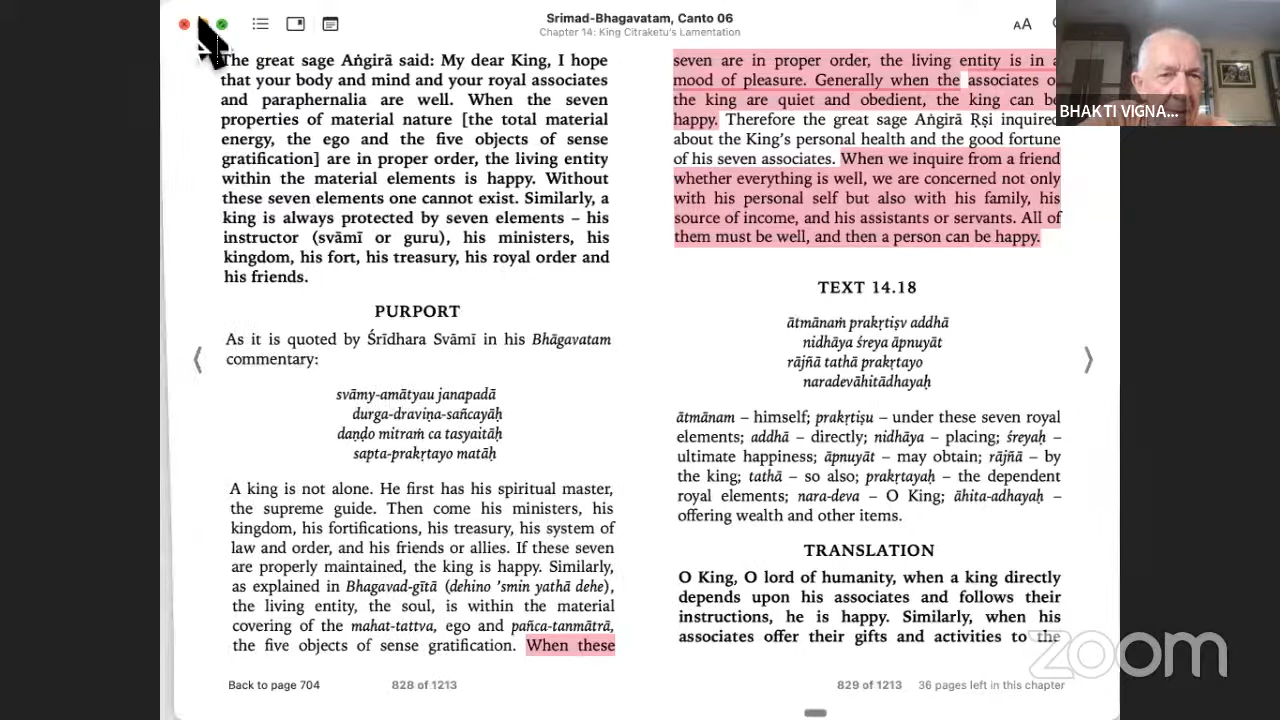 Srimad-Bhagavatam, Canto 06
Chapter 14: King Citraketu's Lamentation
AA
The great sage Aṅgirā said: My dear King, I hope
that your body and mind and your royal associates
and paraphernalia are well. When the seven
properties of material nature [the total material
energy, the ego and the five objects of sense
gratification] are in proper order, the living entity
within the material elements is happy. Without
these seven elements one cannot exist. Similarly, a
king is always protected by seven elements – his
instructor (svāmī or guru), his ministers, his
kingdom, his fort, his treasury, his royal order and
his friends.
PURPORT
As it is quoted by Śrīdhara Svāmī in his Bhāgavatam
commentary:
svāmy-amātyau janapadā
durga-draviṇa-sañcayāḥ
daṇḍo mitraṁ ca tasyaitāḥ
sapta-prakṛtayo matāḥ
A king is not alone. He first has his spiritual master,
the supreme guide. Then come his ministers, his
kingdom, his fortifications, his treasury, his system of
law and order, and his friends or allies. If these seven
are properly maintained, the king is happy. Similarly,
as explained in Bhagavad-gītā (dehino 'smin yathā dehe),
the living entity, the soul, is within the material
covering of the mahat-tattva, ego and pañca-tanmātrā,
the five objects of sense gratification. When these
Back to page 704
828 of 1213
seven are in proper order, the living entity is in a
mood of pleasure. Generally when the associates of
the king are quiet and obedient, the king can be
happy. Therefore the great sage Aṅgirā Ṛṣi inquired
about the King's personal health and the good fortune
of his seven associates. When we inquire from a friend
whether everything is well, we are concerned not only
with his personal self but also with his family, his
source of income, and his assistants or servants. All of
them must be well, and then a person can be happy.
TEXT 14.18
ātmānaṁ prakṛtiṣv addhā
nidhāya śreya āpnuyāt
rājñā tathā prakṛtayo
naradevāhitādhayaḥ
ātmānam – himself; prakṛtiṣu – under these seven royal
elements; addhā – directly; nidhāya – placing; śreyaḥ –
ultimate happiness; āpnuyāt – may obtain; rājñā – by
the king; tathā – so also; prakṛtayaḥ – the dependent
royal elements; nara-deva – O King; āhita-adhayaḥ –
offering wealth and other items.
TRANSLATION
O King, O lord of humanity, when a king directly
depends upon his associates and follows their
instructions, he is happy. Similarly, when his
associates offer their gifts and activities to the
829 of 1213
36 pages left in this chapter
BHAKTI VIGNA...
zoom